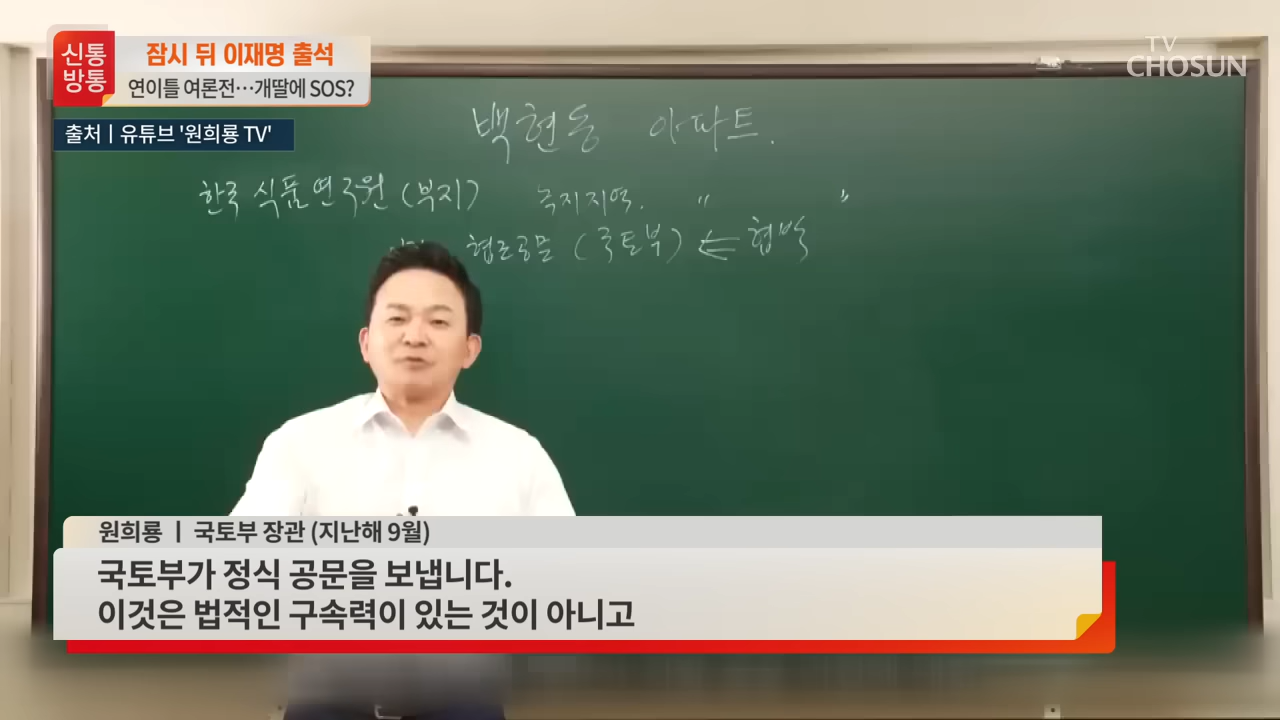 신통방통
잠시 뒤 이재명 출석
연이틀 여론전…개딸에 SOS?
TV CHOSUN
출처 | 유튜브 '원희룡 TV'
백현동 아파트.
한국식품연구원 (부지) 녹지지역. " "
협조공문 (국토부) ⇐ 협박
원희룡 | 국토부 장관 (지난해 9월)
국토부가 정식 공문을 보냅니다.
이것은 법적인 구속력이 있는 것이 아니고